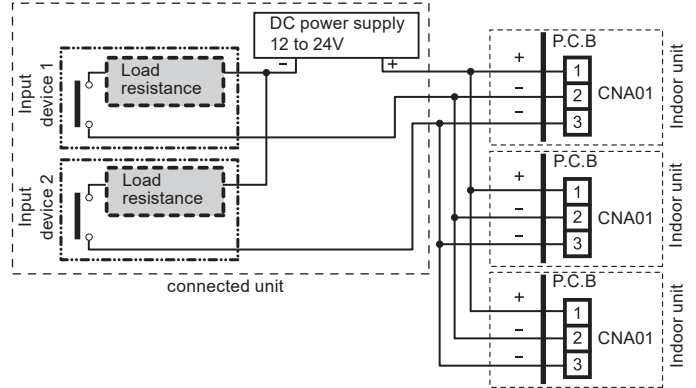 DC power supply
12 to 24V
− +
Input
device 1
Load
resistance
Input
device 2
Load
resistance
connected unit
P.C.B
+ 1
− 2 CNA01
− 3
Indoor unit
P.C.B
+ 1
− 2 CNA01
− 3
Indoor unit
P.C.B
+ 1
− 2 CNA01
− 3
Indoor unit